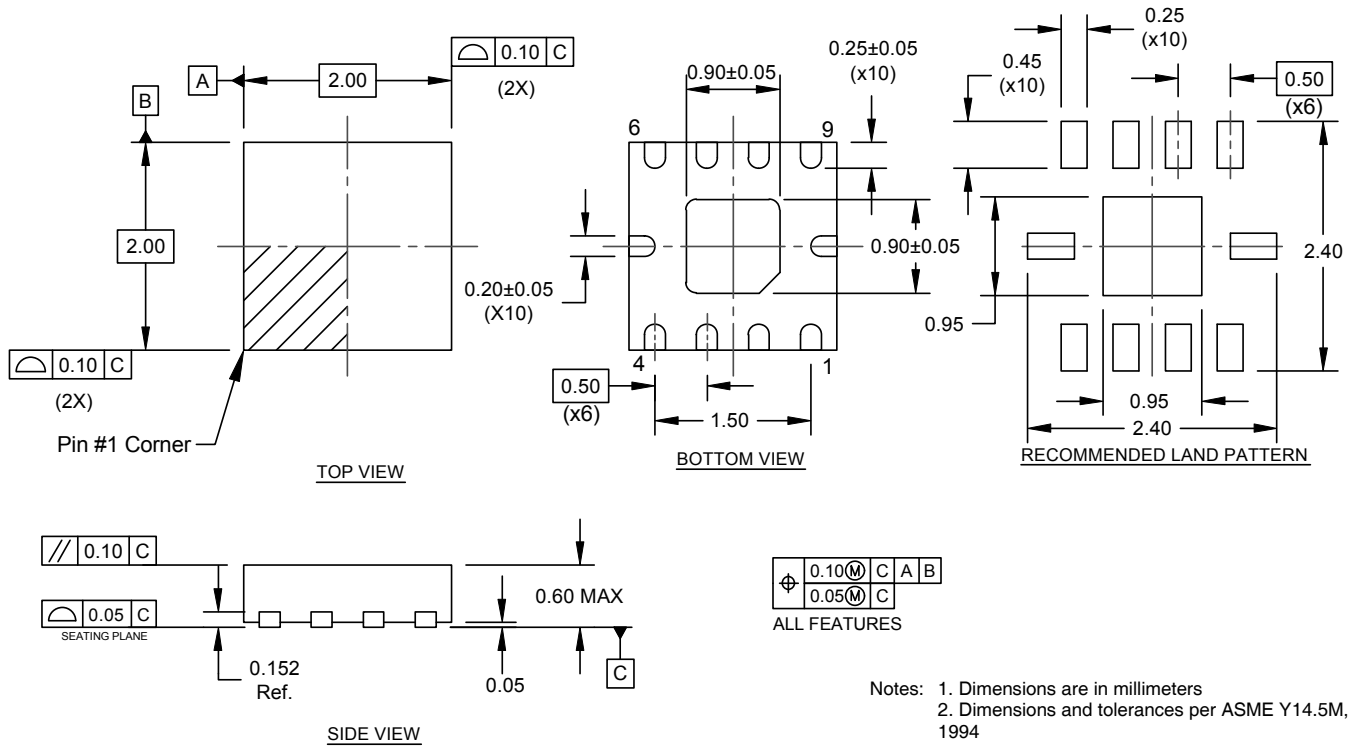 A
2.00
⌓ 0.10 C
(2X)
B
2.00
⌓ 0.10 C
(2X)
Pin #1 Corner
TOP VIEW
0.90±0.05
0.25±0.05
(x10)
6
9
0.90±0.05
0.20±0.05
(X10)
4
1
0.50
(x6)
1.50
BOTTOM VIEW
0.25
(x10)
0.45
(x10)
0.50
(x6)
2.40
0.95
0.95
2.40
RECOMMENDED LAND PATTERN
// 0.10 C
⌓ 0.05 C
SEATING PLANE
0.60 MAX
0.152
Ref.
0.05
C
SIDE VIEW
⌖ 0.10Ⓜ C A B
0.05Ⓜ C
ALL FEATURES
Notes: 1. Dimensions are in millimeters
2. Dimensions and tolerances per ASME Y14.5M,
1994